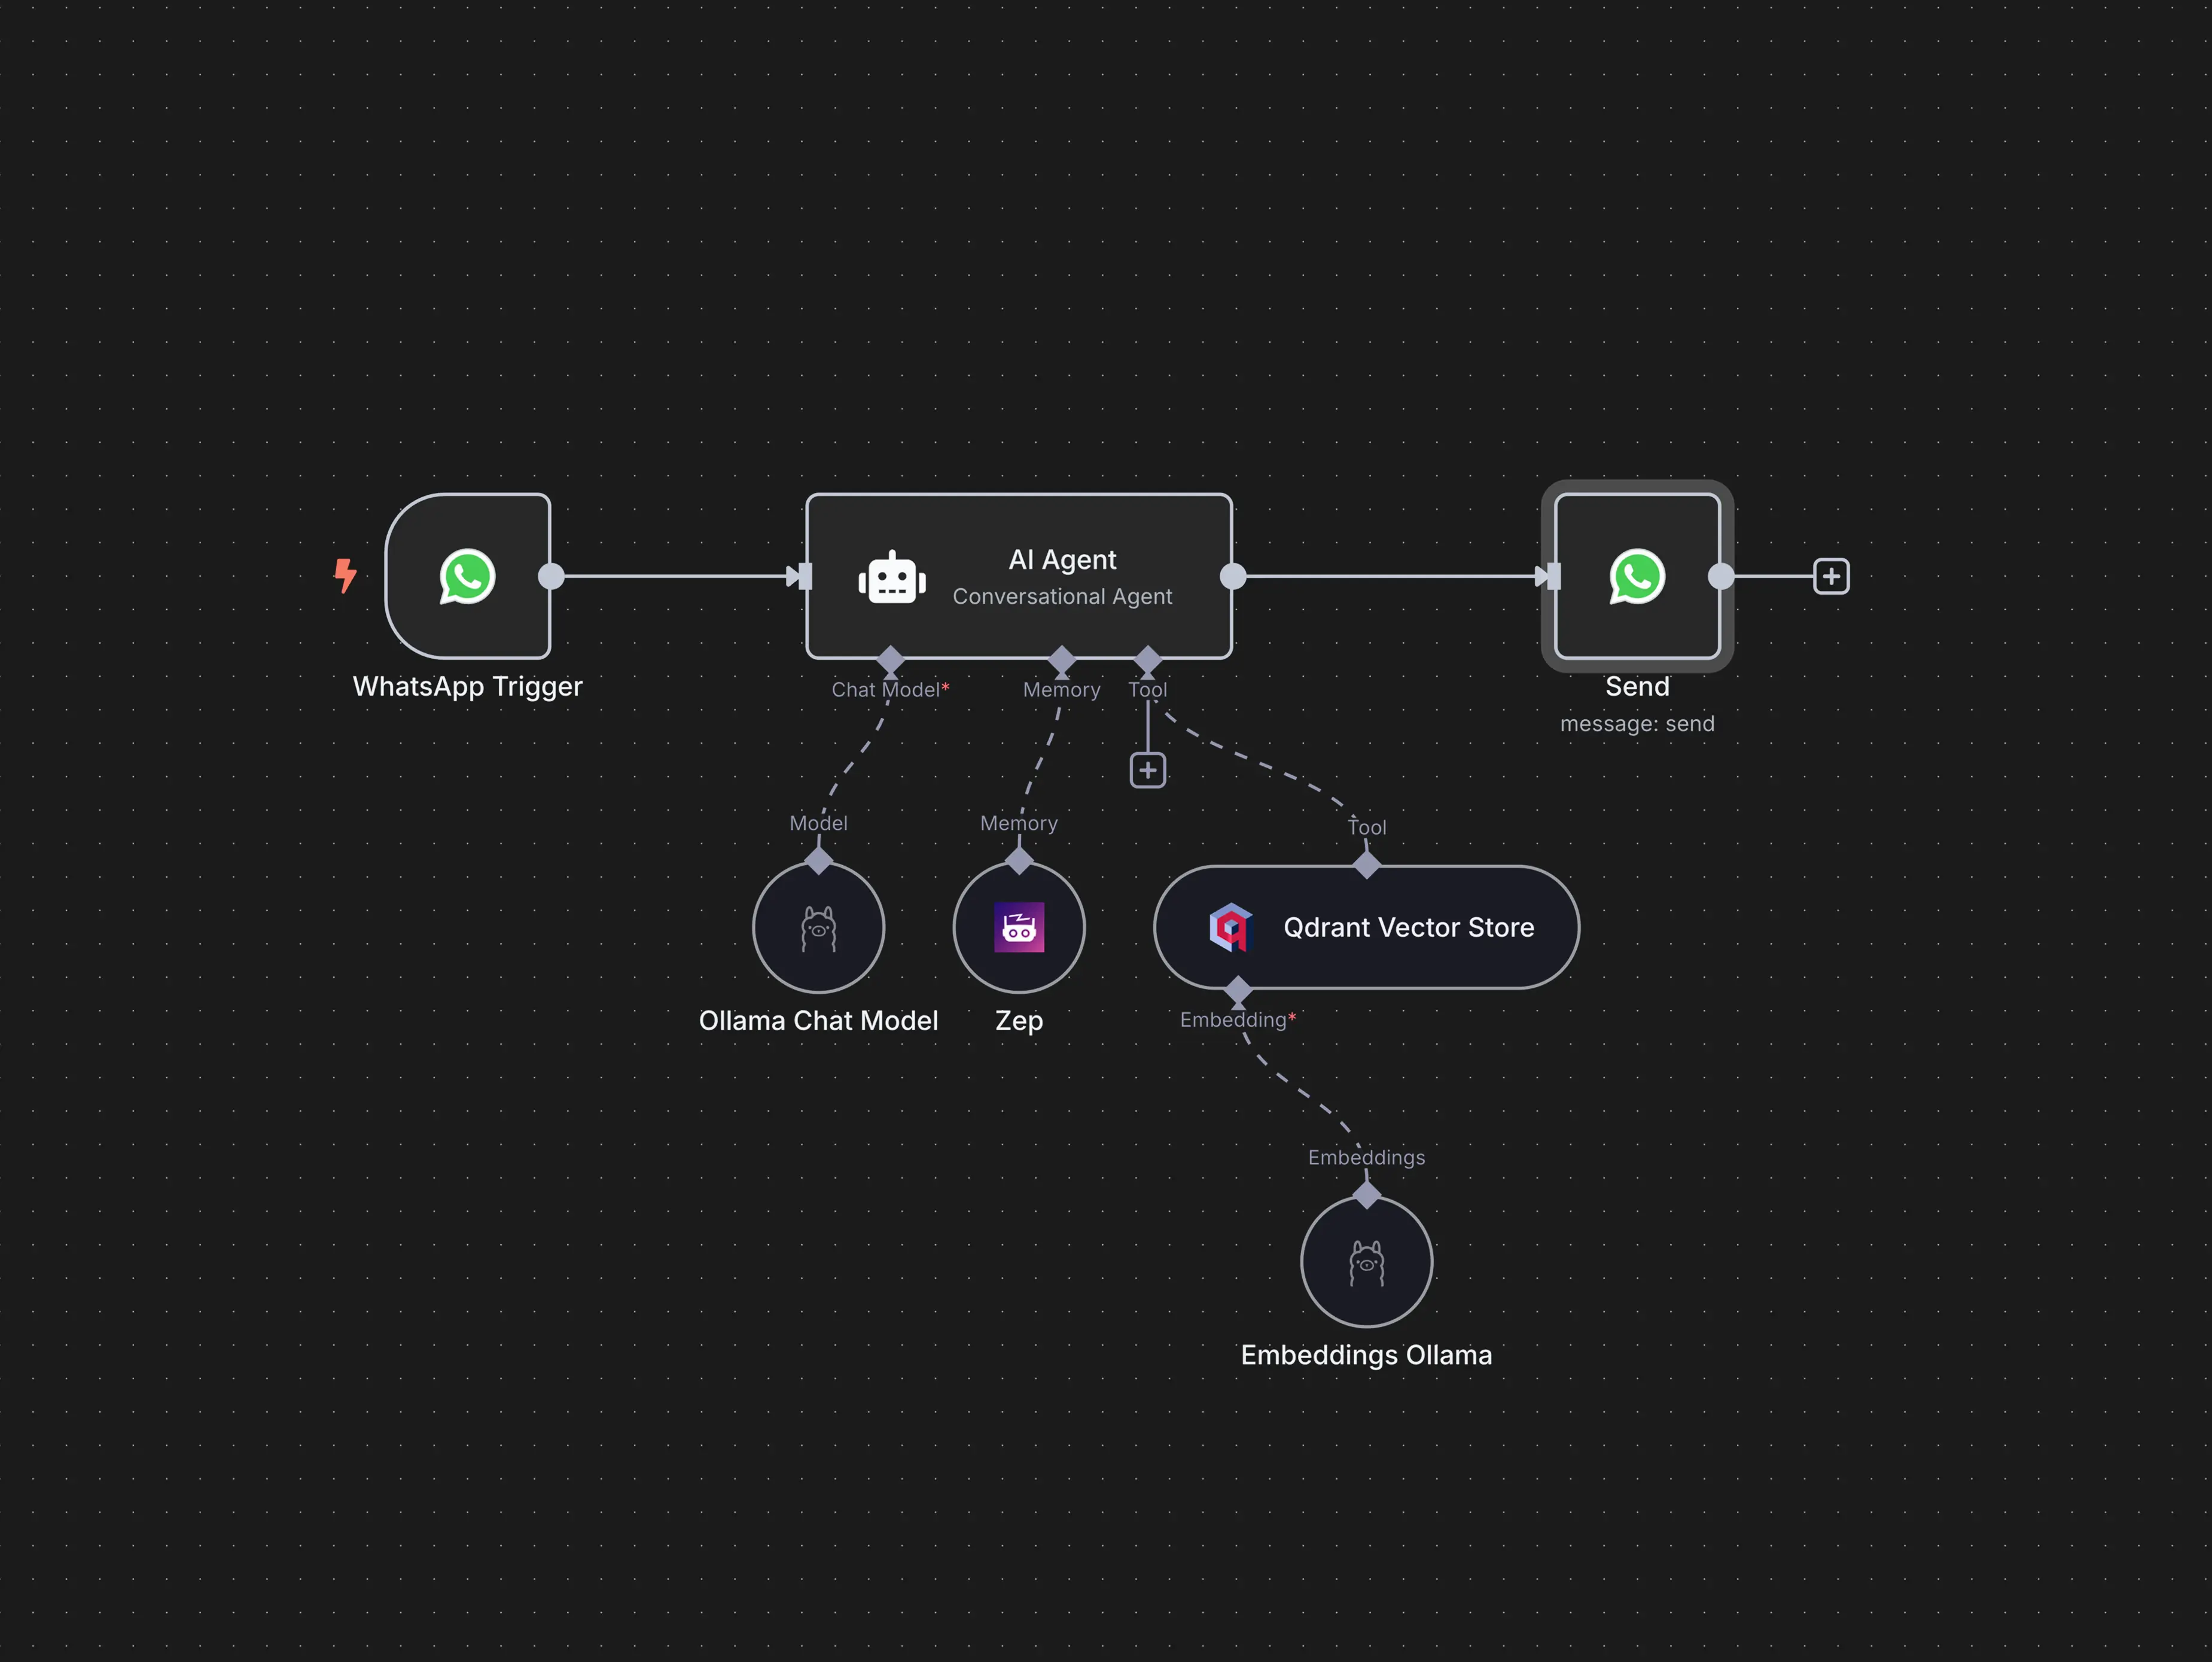 AI Agent
Conversational Agent
WhatsApp Trigger
Chat Model*
Memory
Tool
Send
message: send
Model
Memory
Tool
Qdrant Vector Store
Ollama Chat Model
Zep
Embedding*
Embeddings
Embeddings Ollama